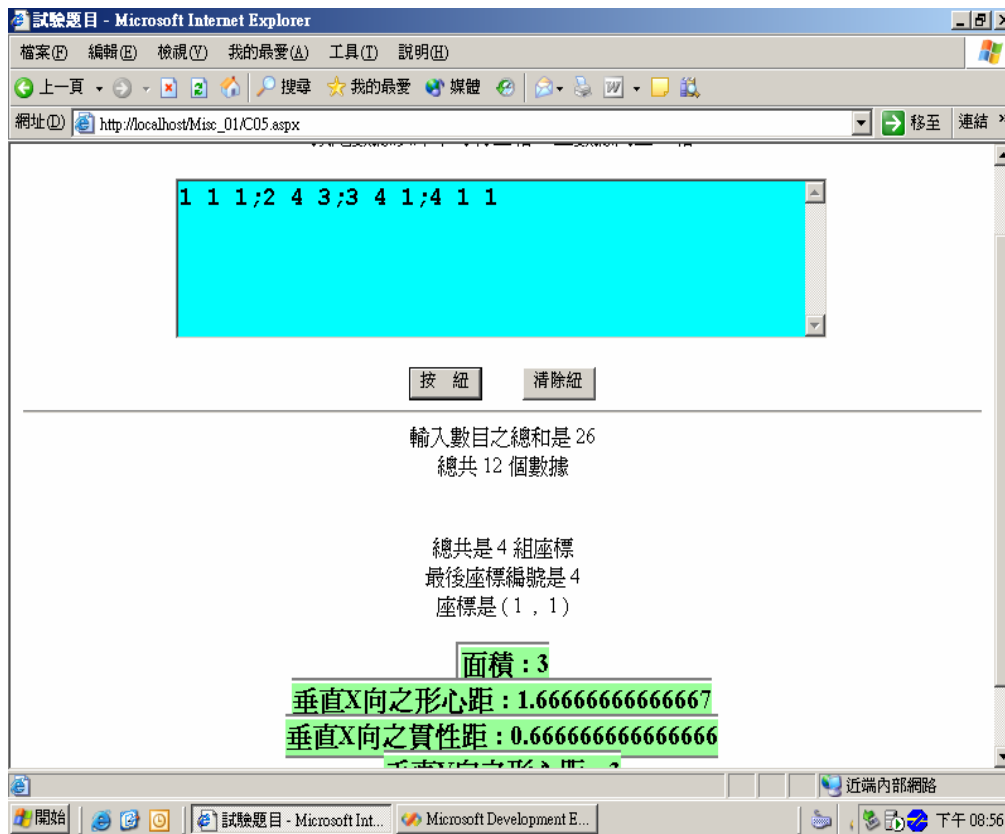 試験題目 - Microsoft Internet Explorer
檔案(F) 編輯(E) 檢視(V) 我的最愛(A) 工具(T) 說明(H)
上一頁 搜尋 我的最愛 媒體
網址(D) http://localhost/Misc_01/C05.aspx 移至 連結 »
1 1 1;2 4 3;3 4 1;4 1 1
按 紐 清除紐
輸入數目之總和是 26
總共 12 個數據
總共是 4 組座標
最後座標編號是 4
座標是 ( 1 , 1 )
面積：3
垂直X向之形心距：1.66666666666667
垂直X向之質性距：0.666666666666666
近端內部網路
開始 試験題目 - Microsoft Int... Microsoft Development E... 下午 08:56